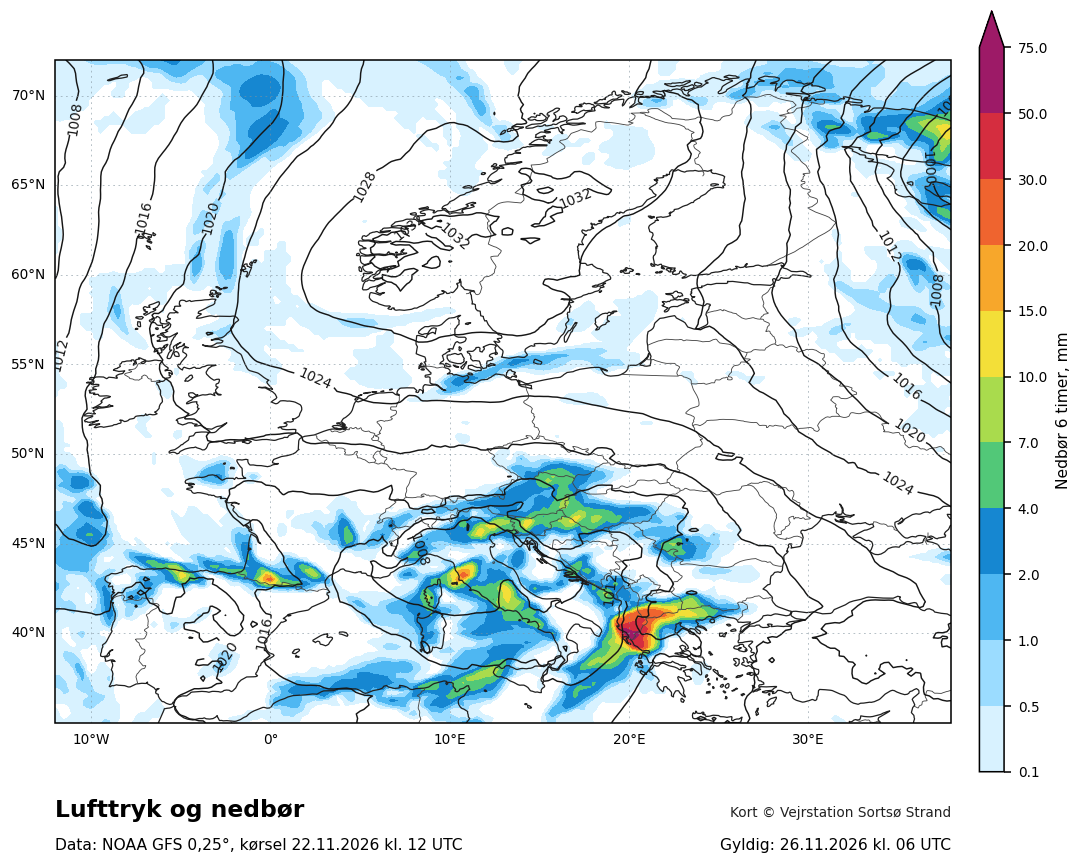 75.0
50.0
30.0
20.0
15.0
10.0
7.0
4.0
2.0
1.0
0.5
0.1
Nedbør 6 timer, mm
70°N
65°N
60°N
55°N
50°N
45°N
40°N
10°W
0°
10°E
20°E
30°E
1008
1016
1020
1012
1028
1032
1032
1024
1000
1012
1008
1016
1020
1024
1008
1012
1016
1020
Lufttryk og nedbør
Kort © Vejrstation Sortsø Strand
Data: NOAA GFS 0,25°, kørsel 22.11.2026 kl. 12 UTC
Gyldig: 26.11.2026 kl. 06 UTC